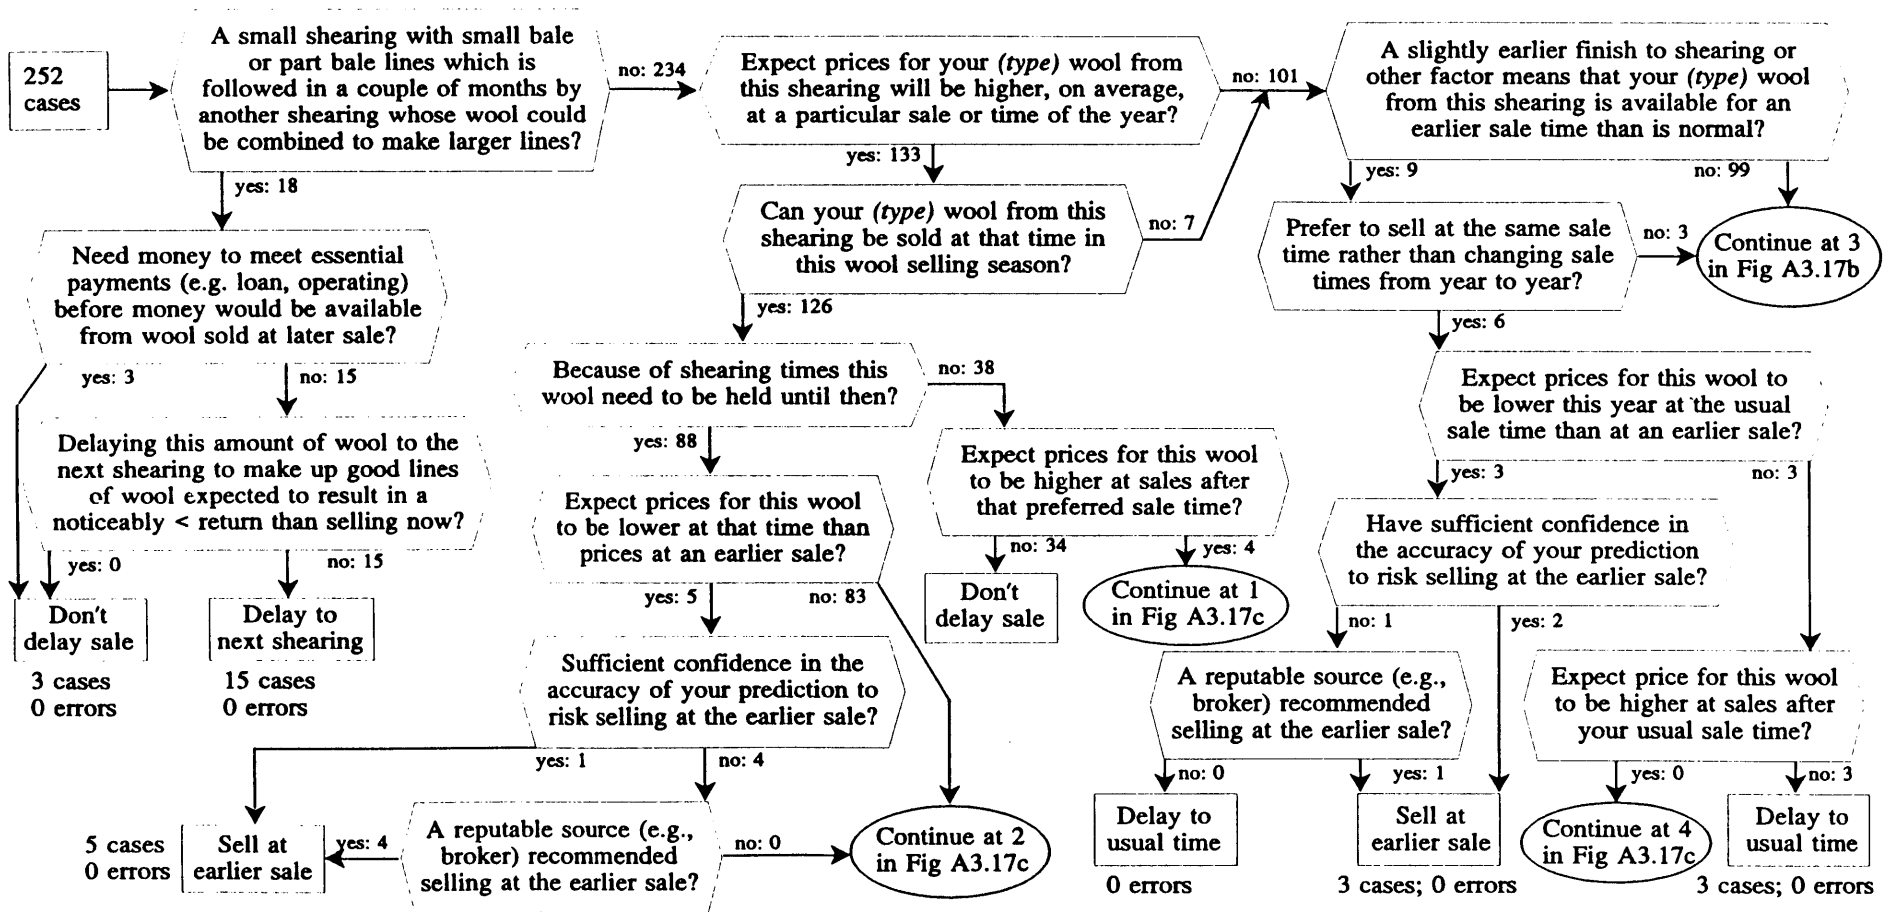 252
cases
A small shearing with small bale
or part bale lines which is
followed in a couple of months by
another shearing whose wool could
be combined to make larger lines?
no: 234
yes: 18
Expect prices for your (type) wool from
this shearing will be higher, on average,
at a particular sale or time of the year?
no: 101
yes: 133
A slightly earlier finish to shearing or
other factor means that your (type) wool
from this shearing is available for an
earlier sale time than is normal?
yes: 9
no: 99
Can your (type) wool from this
shearing be sold at that time in
this wool selling season?
no: 7
yes: 126
Prefer to sell at the same sale
time rather than changing sale
times from year to year?
no: 3
yes: 6
Continue at 3
in Fig A3.17b
Need money to meet essential
payments (e.g. loan, operating)
before money would be available
from wool sold at later sale?
yes: 3
no: 15
Because of shearing times this
wool need to be held until then?
no: 38
yes: 88
Expect prices for this wool to
be lower this year at the usual
sale time than at an earlier sale?
yes: 3
no: 3
Delaying this amount of wool to the
next shearing to make up good lines
of wool expected to result in a
noticeably < return than selling now?
yes: 0
no: 15
Expect prices for this wool
to be higher at sales after
that preferred sale time?
no: 34
yes: 4
Expect prices for this wool
to be lower at that time than
prices at an earlier sale?
yes: 5
no: 83
Have sufficient confidence in
the accuracy of your prediction
to risk selling at the earlier sale?
no: 1
yes: 2
Don't
delay sale
3 cases
0 errors
Delay to
next shearing
15 cases
0 errors
Don't
delay sale
Continue at 1
in Fig A3.17c
Sufficient confidence in the
accuracy of your prediction to
risk selling at the earlier sale?
yes: 1
no: 4
A reputable source (e.g.,
broker) recommended
selling at the earlier sale?
no: 0
yes: 1
Expect price for this wool
to be higher at sales after
your usual sale time?
yes: 0
no: 3
5 cases
0 errors
Sell at
earlier sale
yes: 4
A reputable source (e.g.,
broker) recommended
selling at the earlier sale?
no: 0
Continue at 2
in Fig A3.17c
Delay to
usual time
0 errors
Sell at
earlier sale
3 cases; 0 errors
Continue at 4
in Fig A3.17c
Delay to
usual time
3 cases; 0 errors